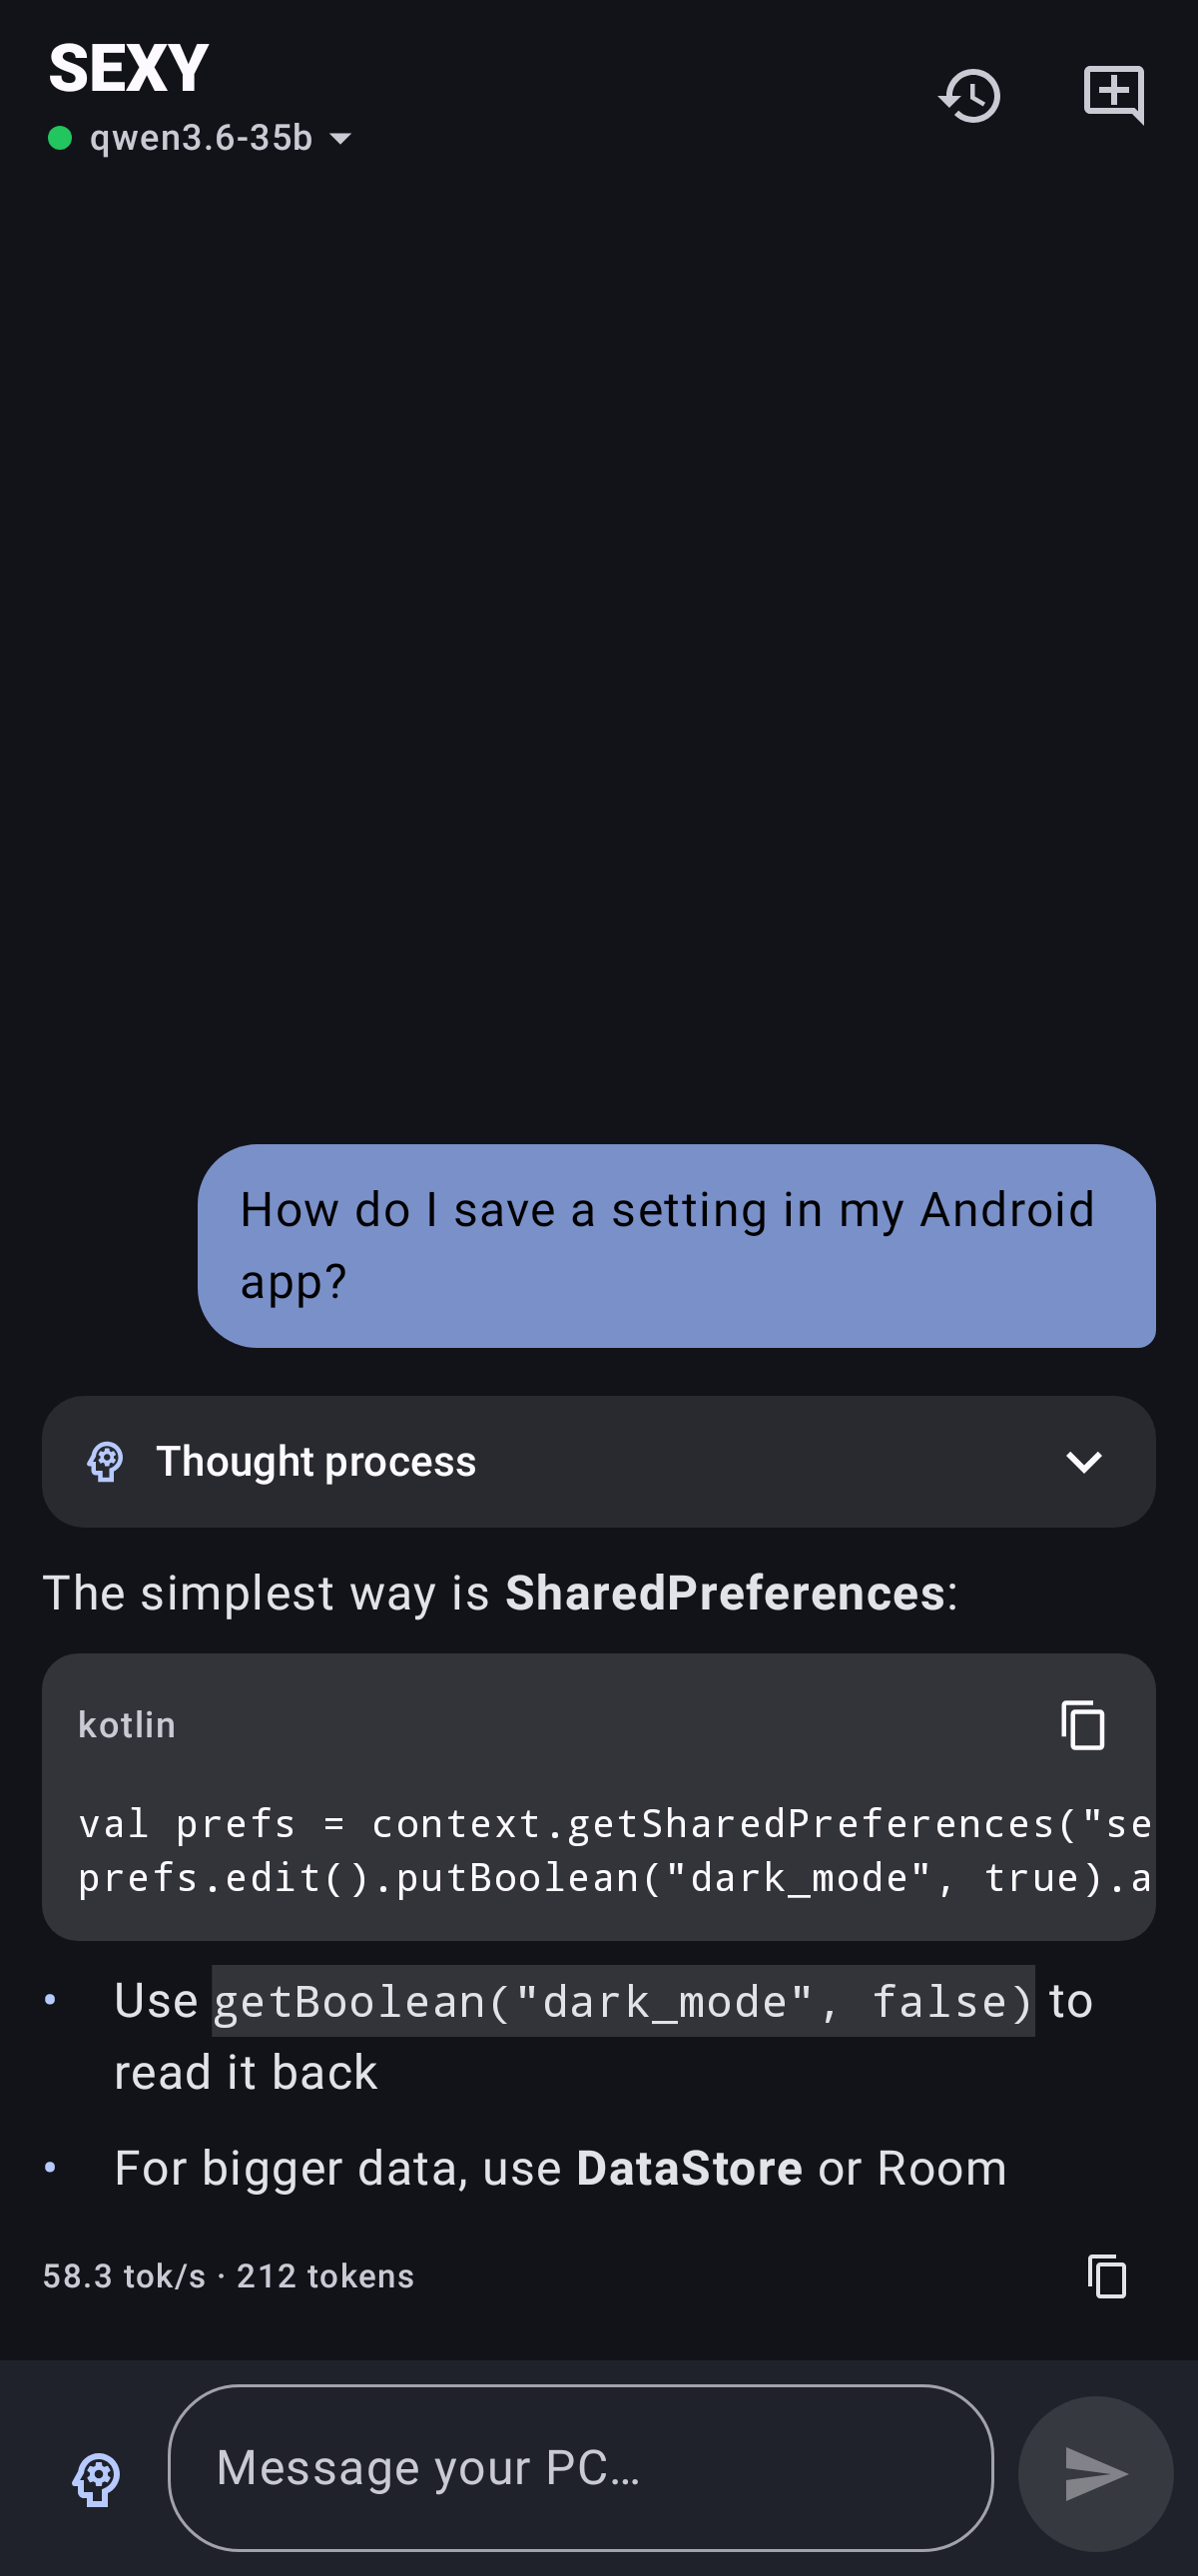 SEXY
qwen3.6-35b
How do I save a setting in my Android
app?
Thought process
The simplest way is SharedPreferences:
kotlin
val prefs = context.getSharedPreferences("se
prefs.edit().putBoolean("dark_mode", true).a
• Use getBoolean("dark_mode", false) to
read it back
• For bigger data, use DataStore or Room
58.3 tok/s · 212 tokens
Message your PC…